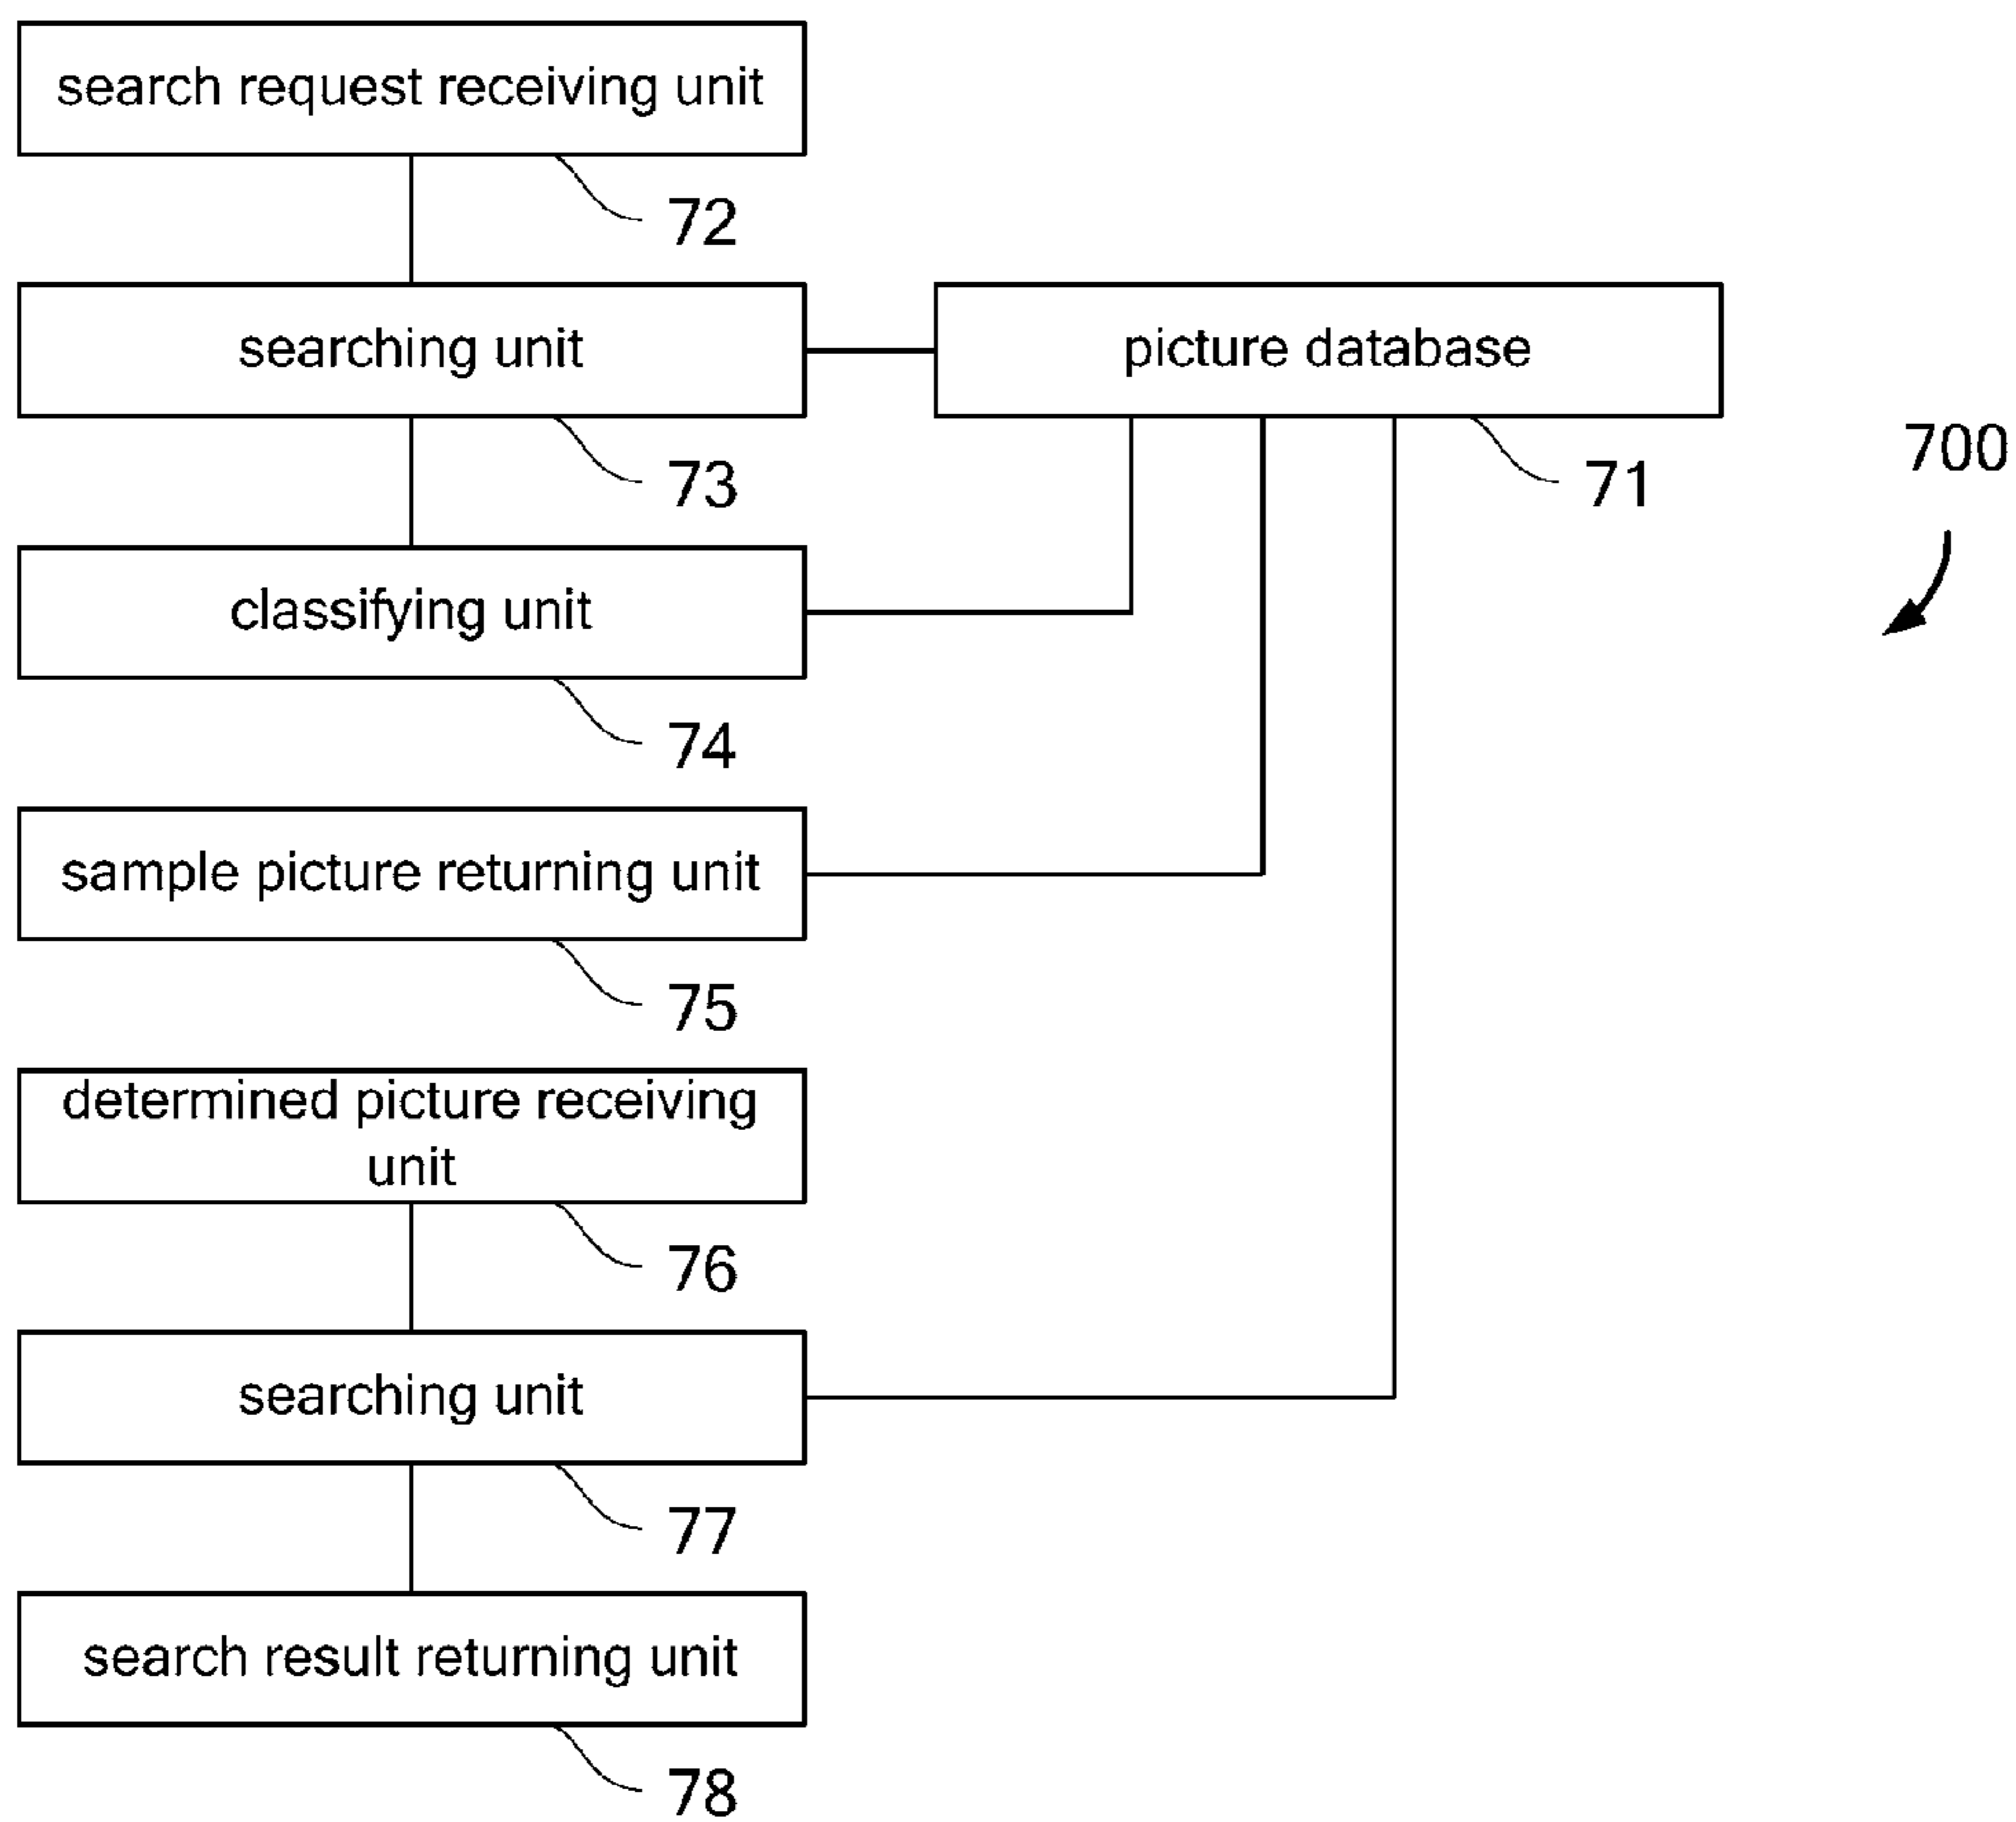 search request receiving unit
72
searching unit
picture database
73
71
700
classifying unit
74
sample picture returning unit
75
determined picture receiving
unit
76
searching unit
77
search result returning unit
78